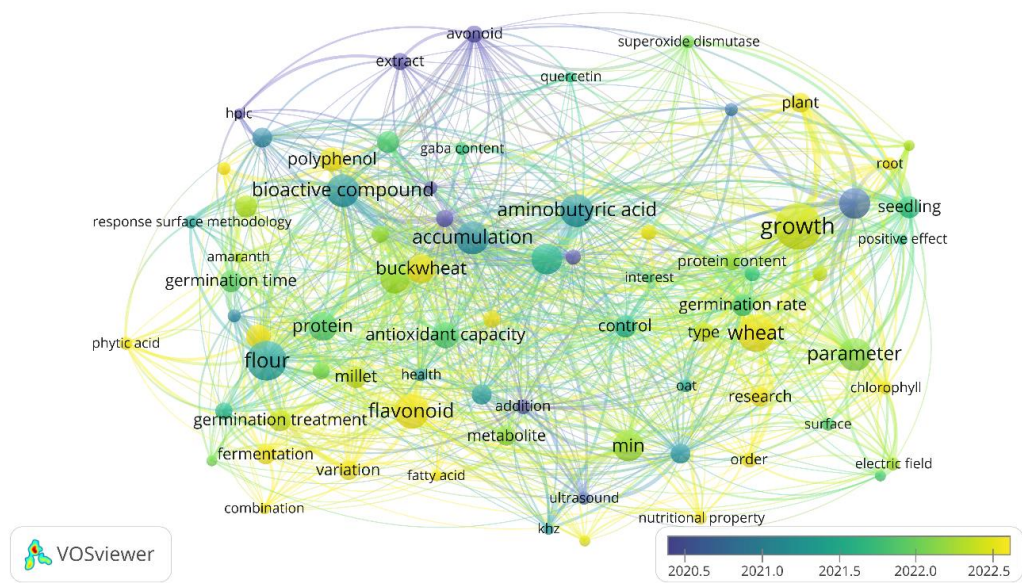 avonoid
superoxide dismutase
extract
quercetin
hplc
plant
gaba content
polyphenol
root
bioactive compound
aminobutyric acid
seedling
response surface methodology
growth
accumulation
positive effect
amaranth
buckwheat
protein content
germination time
interest
germination rate
protein
antioxidant capacity
control
type
wheat
phytic acid
flour
parameter
millet
health
oat
chlorophyll
research
addition
flavonoid
germination treatment
surface
metabolite
min
fermentation
order
electric field
variation
fatty acid
ultrasound
combination
nutritional property
khz
VOSviewer
2020.5 2021.0 2021.5 2022.0 2022.5